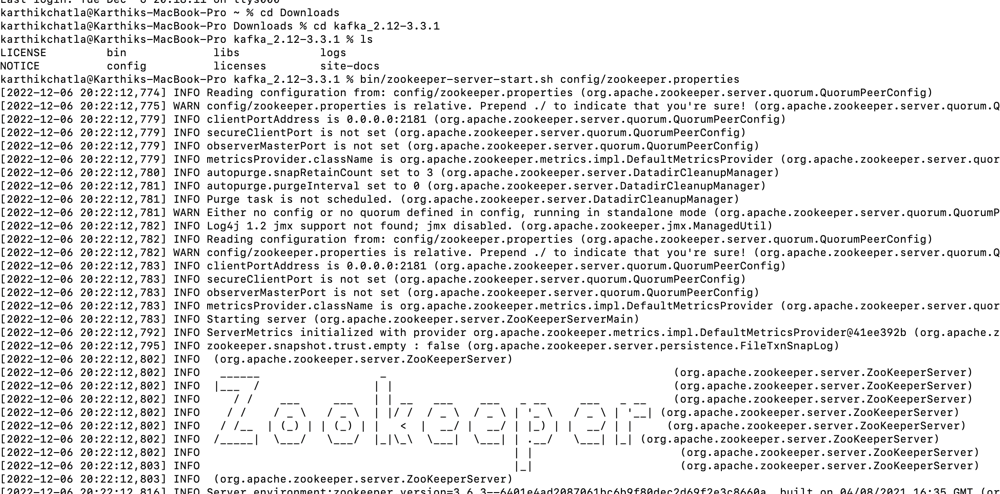 Last login: Tue Dec  6 20:18:11 on ttys000
karthikchatla@Karthiks-MacBook-Pro ~ % cd Downloads
karthikchatla@Karthiks-MacBook-Pro Downloads % cd kafka_2.12-3.3.1
karthikchatla@Karthiks-MacBook-Pro kafka_2.12-3.3.1 % ls
LICENSE         bin             libs            logs
NOTICE          config          licenses        site-docs
karthikchatla@Karthiks-MacBook-Pro kafka_2.12-3.3.1 % bin/zookeeper-server-start.sh config/zookeeper.properties
[2022-12-06 20:22:12,774] INFO Reading configuration from: config/zookeeper.properties (org.apache.zookeeper.server.quorum.QuorumPeerConfig)
[2022-12-06 20:22:12,775] WARN config/zookeeper.properties is relative. Prepend ./ to indicate that you're sure! (org.apache.zookeeper.server.quorum.Q
[2022-12-06 20:22:12,779] INFO clientPortAddress is 0.0.0.0:2181 (org.apache.zookeeper.server.quorum.QuorumPeerConfig)
[2022-12-06 20:22:12,779] INFO secureClientPort is not set (org.apache.zookeeper.server.quorum.QuorumPeerConfig)
[2022-12-06 20:22:12,779] INFO observerMasterPort is not set (org.apache.zookeeper.server.quorum.QuorumPeerConfig)
[2022-12-06 20:22:12,779] INFO metricsProvider.className is org.apache.zookeeper.metrics.impl.DefaultMetricsProvider (org.apache.zookeeper.server.quor
[2022-12-06 20:22:12,780] INFO autopurge.snapRetainCount set to 3 (org.apache.zookeeper.server.DatadirCleanupManager)
[2022-12-06 20:22:12,781] INFO autopurge.purgeInterval set to 0 (org.apache.zookeeper.server.DatadirCleanupManager)
[2022-12-06 20:22:12,781] INFO Purge task is not scheduled. (org.apache.zookeeper.server.DatadirCleanupManager)
[2022-12-06 20:22:12,781] WARN Either no config or no quorum defined in config, running in standalone mode (org.apache.zookeeper.server.quorum.QuorumP
[2022-12-06 20:22:12,782] INFO Log4j 1.2 jmx support not found; jmx disabled. (org.apache.zookeeper.jmx.ManagedUtil)
[2022-12-06 20:22:12,782] INFO Reading configuration from: config/zookeeper.properties (org.apache.zookeeper.server.quorum.QuorumPeerConfig)
[2022-12-06 20:22:12,782] WARN config/zookeeper.properties is relative. Prepend ./ to indicate that you're sure! (org.apache.zookeeper.server.quorum.Q
[2022-12-06 20:22:12,783] INFO clientPortAddress is 0.0.0.0:2181 (org.apache.zookeeper.server.quorum.QuorumPeerConfig)
[2022-12-06 20:22:12,783] INFO secureClientPort is not set (org.apache.zookeeper.server.quorum.QuorumPeerConfig)
[2022-12-06 20:22:12,783] INFO observerMasterPort is not set (org.apache.zookeeper.server.quorum.QuorumPeerConfig)
[2022-12-06 20:22:12,783] INFO metricsProvider.className is org.apache.zookeeper.metrics.impl.DefaultMetricsProvider (org.apache.zookeeper.server.quor
[2022-12-06 20:22:12,783] INFO Starting server (org.apache.zookeeper.server.ZooKeeperServerMain)
[2022-12-06 20:22:12,792] INFO ServerMetrics initialized with provider org.apache.zookeeper.metrics.impl.DefaultMetricsProvider@41ee392b (org.apache.z
[2022-12-06 20:22:12,795] INFO zookeeper.snapshot.trust.empty : false (org.apache.zookeeper.server.persistence.FileTxnSnapLog)
[2022-12-06 20:22:12,802] INFO  (org.apache.zookeeper.server.ZooKeeperServer)
[2022-12-06 20:22:12,802] INFO   ______                  _                                           (org.apache.zookeeper.server.ZooKeeperServer)
[2022-12-06 20:22:12,802] INFO  |___  /                 | |                                          (org.apache.zookeeper.server.ZooKeeperServer)
[2022-12-06 20:22:12,802] INFO     / /    ___     ___   | | __   ___    ___   _ __     ___   _ __    (org.apache.zookeeper.server.ZooKeeperServer)
[2022-12-06 20:22:12,802] INFO    / /    / _ \   / _ \  | |/ /  / _ \  / _ \ | '_ \   / _ \ | '__| (org.apache.zookeeper.server.ZooKeeperServer)
[2022-12-06 20:22:12,802] INFO   / /__  | (_) | | (_) | |   <  |  __/ |  __/ | |_) | |  __/ | |     (org.apache.zookeeper.server.ZooKeeperServer)
[2022-12-06 20:22:12,802] INFO  /_____|  \___/   \___/  |_|\_\  \___|  \___| | .__/   \___| |_| (org.apache.zookeeper.server.ZooKeeperServer)
[2022-12-06 20:22:12,802] INFO                                               | |                      (org.apache.zookeeper.server.ZooKeeperServer)
[2022-12-06 20:22:12,803] INFO                                               |_|                      (org.apache.zookeeper.server.ZooKeeperServer)
[2022-12-06 20:22:12,803] INFO  (org.apache.zookeeper.server.ZooKeeperServer)
[2022-12-06 20:22:12,816] INFO Server environment:zookeeper.version=3.6.3--6401e4ad2087061bc6b9f80dec2d69f2e3c8660a, built on 04/08/2021 16:35 GMT (or